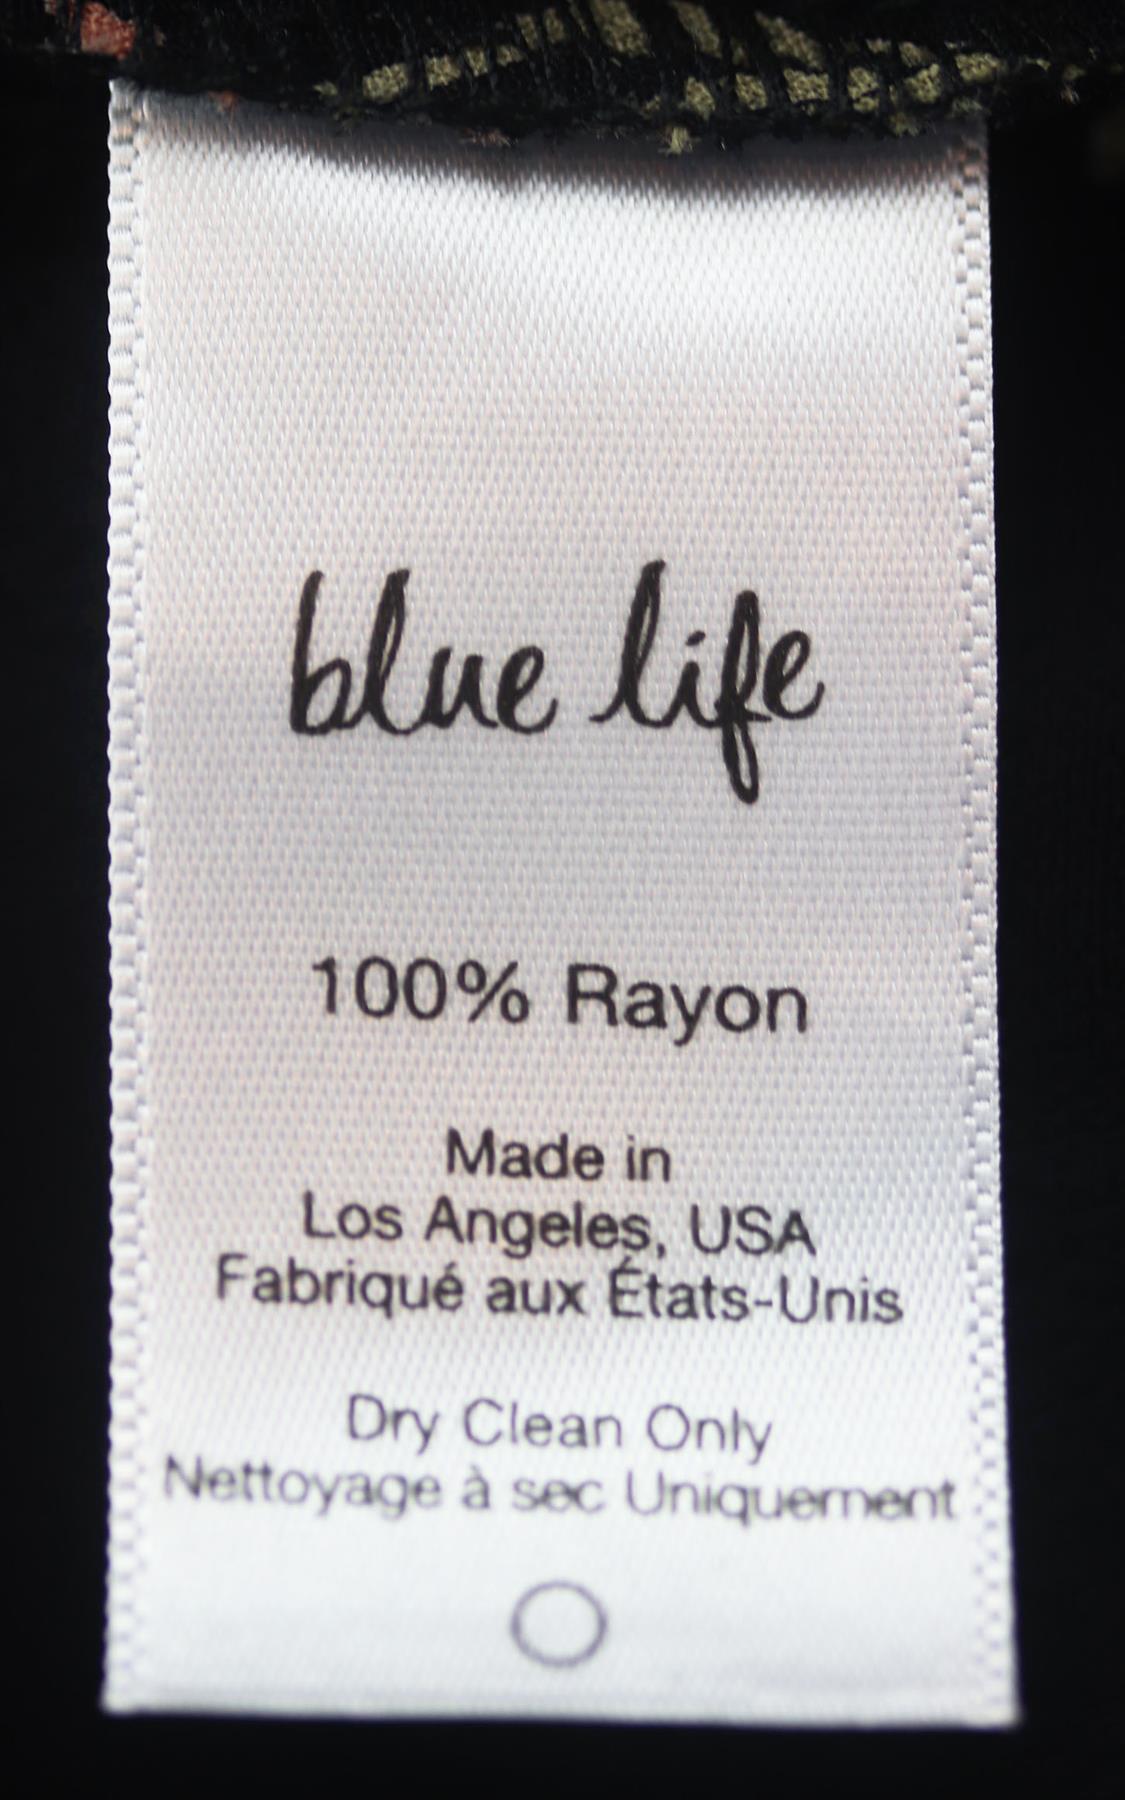 blue life
100% Rayon
Made in
Los Angeles, USA
Fabriqué aux États-Unis
Dry Clean Only
Nettoyage à sec Uniquement